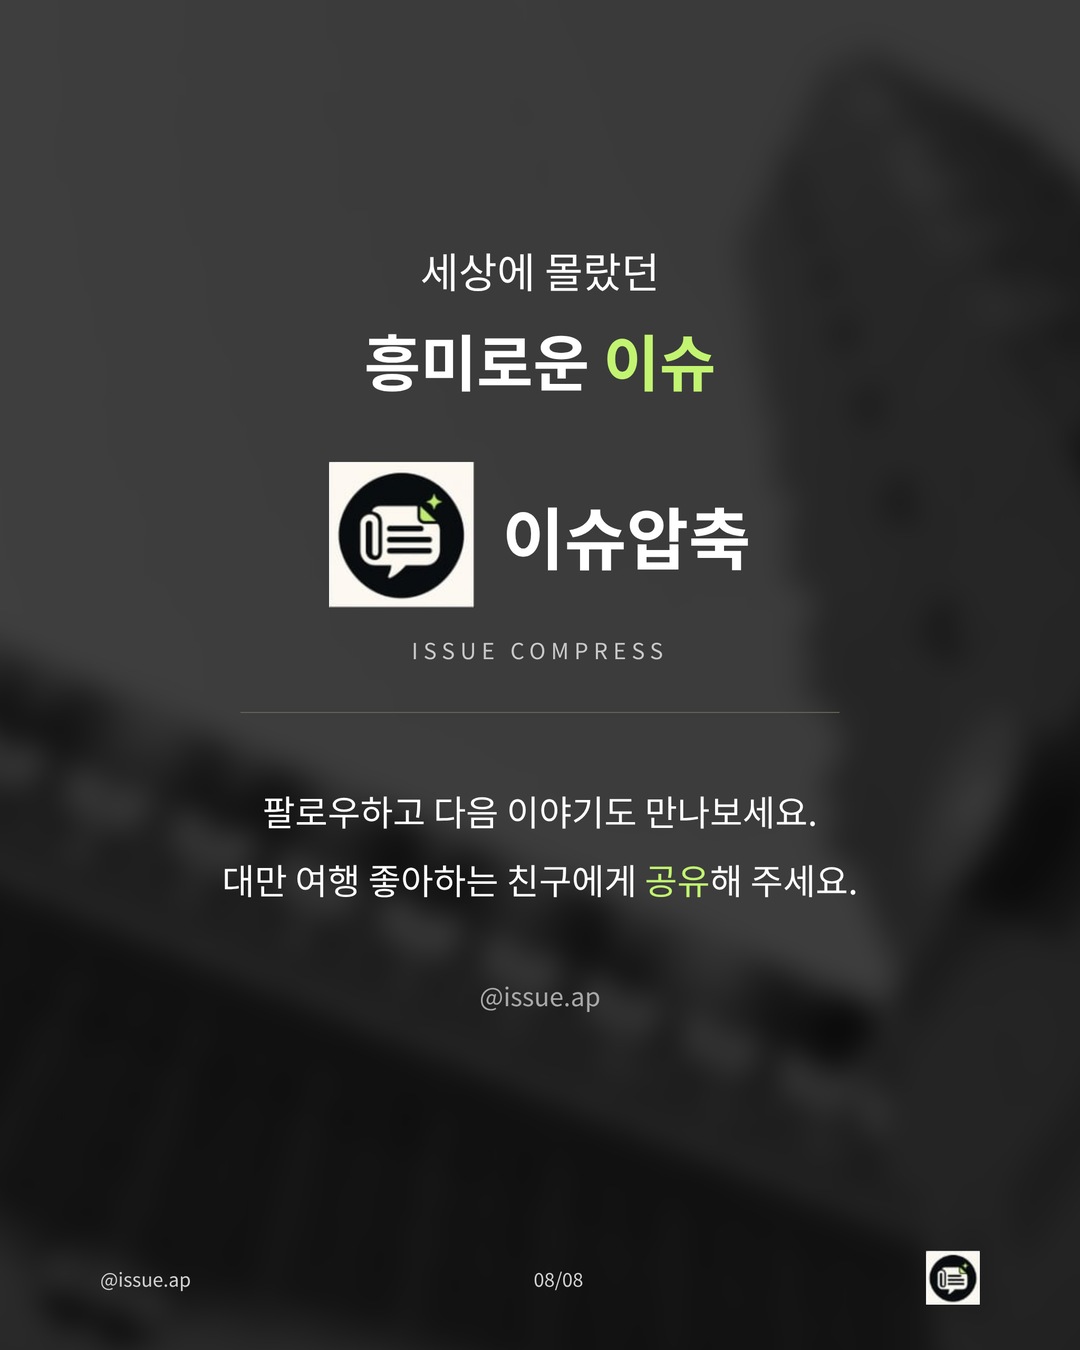 세상에 몰랐던
흥미로운 이슈
이슈압축
ISSUE COMPRESS
팔로우하고 다음 이야기도 만나보세요.
대만 여행 좋아하는 친구에게 공유해 주세요.
@issue.ap
@issue.ap
08/08